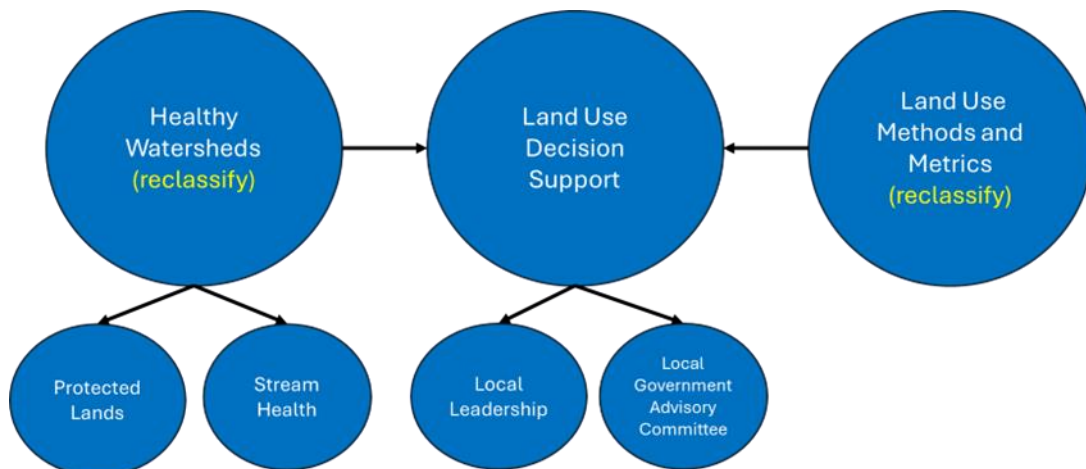 Healthy
Watersheds
(reclassify)
Land Use
Decision
Support
Land Use
Methods and
Metrics
(reclassify)
Protected
Lands
Stream
Health
Local
Leadership
Local
Government
Advisory
Committee